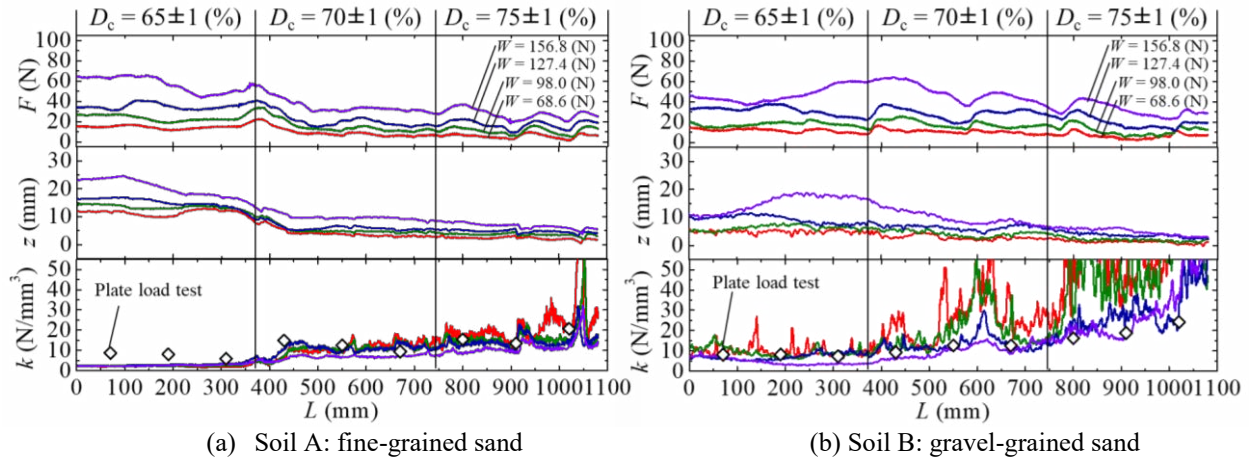 D_c = 65±1 (%) D_c = 70±1 (%) D_c = 75±1 (%)
100
80
60
40
20
0
F (N)
W = 156.8 (N)
W = 127.4 (N)
W = 98.0 (N)
W = 68.6 (N)
30
20
10
0
z (mm)
50
40
30
20
10
0
k (N/mm³)
Plate load test
0 100 200 300 400 500 600 700 800 900 1000 1100
L (mm)
(a) Soil A: fine-grained sand
D_c = 65±1 (%) D_c = 70±1 (%) D_c = 75±1 (%)
100
80
60
40
20
0
F (N)
W = 156.8 (N)
W = 127.4 (N)
W = 98.0 (N)
W = 68.6 (N)
30
20
10
0
z (mm)
50
40
30
20
10
0
k (N/mm³)
Plate load test
0 100 200 300 400 500 600 700 800 900 1000 1100
L (mm)
(b) Soil B: gravel-grained sand